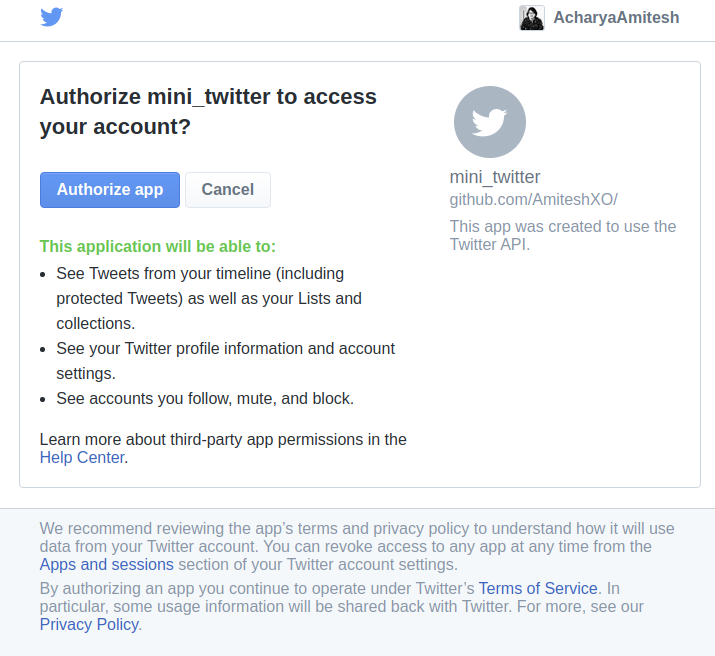 AcharyaAmitesh
Authorize mini_twitter to access
your account?
Authorize app
Cancel
This application will be able to:
See Tweets from your timeline (including
protected Tweets) as well as your Lists and
collections.
See your Twitter profile information and account
settings.
See accounts you follow, mute, and block.
Learn more about third-party app permissions in the
Help Center.
mini_twitter
github.com/AmiteshXO/
This app was created to use the
Twitter API.
We recommend reviewing the app’s terms and privacy policy to understand how it will use
data from your Twitter account. You can revoke access to any app at any time from the
Apps and sessions section of your Twitter account settings.
By authorizing an app you continue to operate under Twitter’s Terms of Service. In
particular, some usage information will be shared back with Twitter. For more, see our
Privacy Policy.